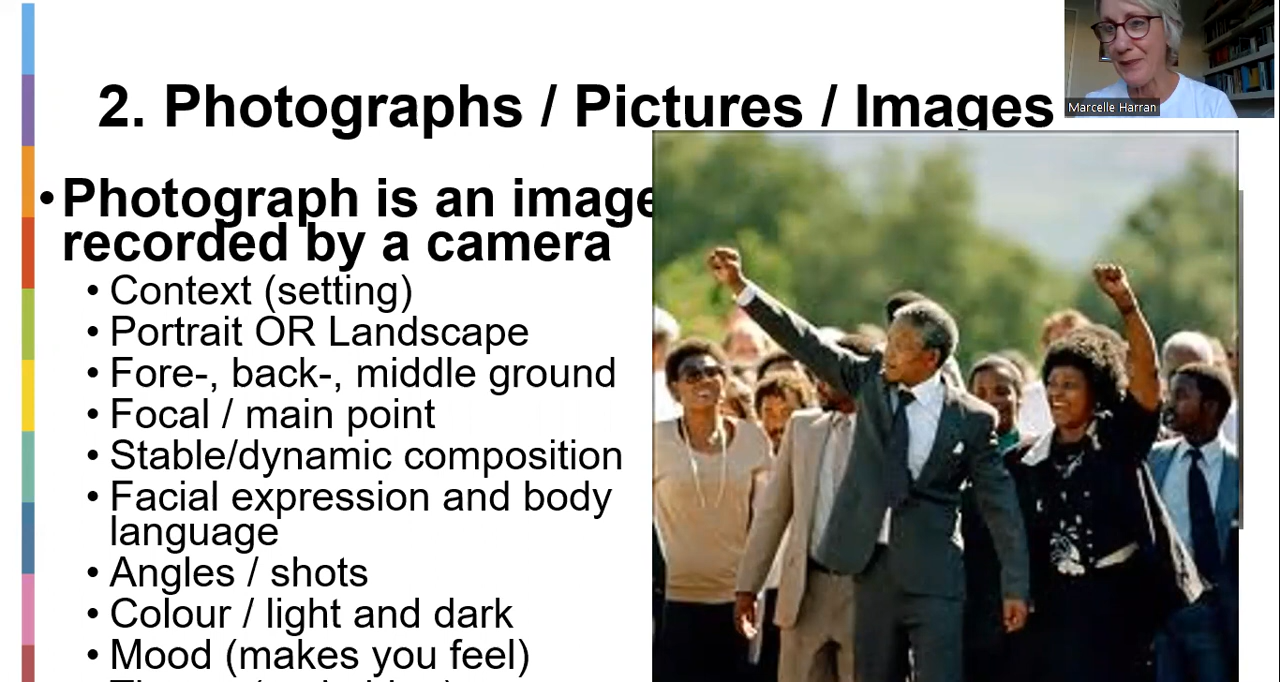 2. Photographs / Pictures / Images
Marcelle Harran
•Photograph is an image
recorded by a camera
• Context (setting)
• Portrait OR Landscape
• Fore-, back-, middle ground
• Focal / main point
• Stable/dynamic composition
• Facial expression and body
language
• Angles / shots
• Colour / light and dark
• Mood (makes you feel)